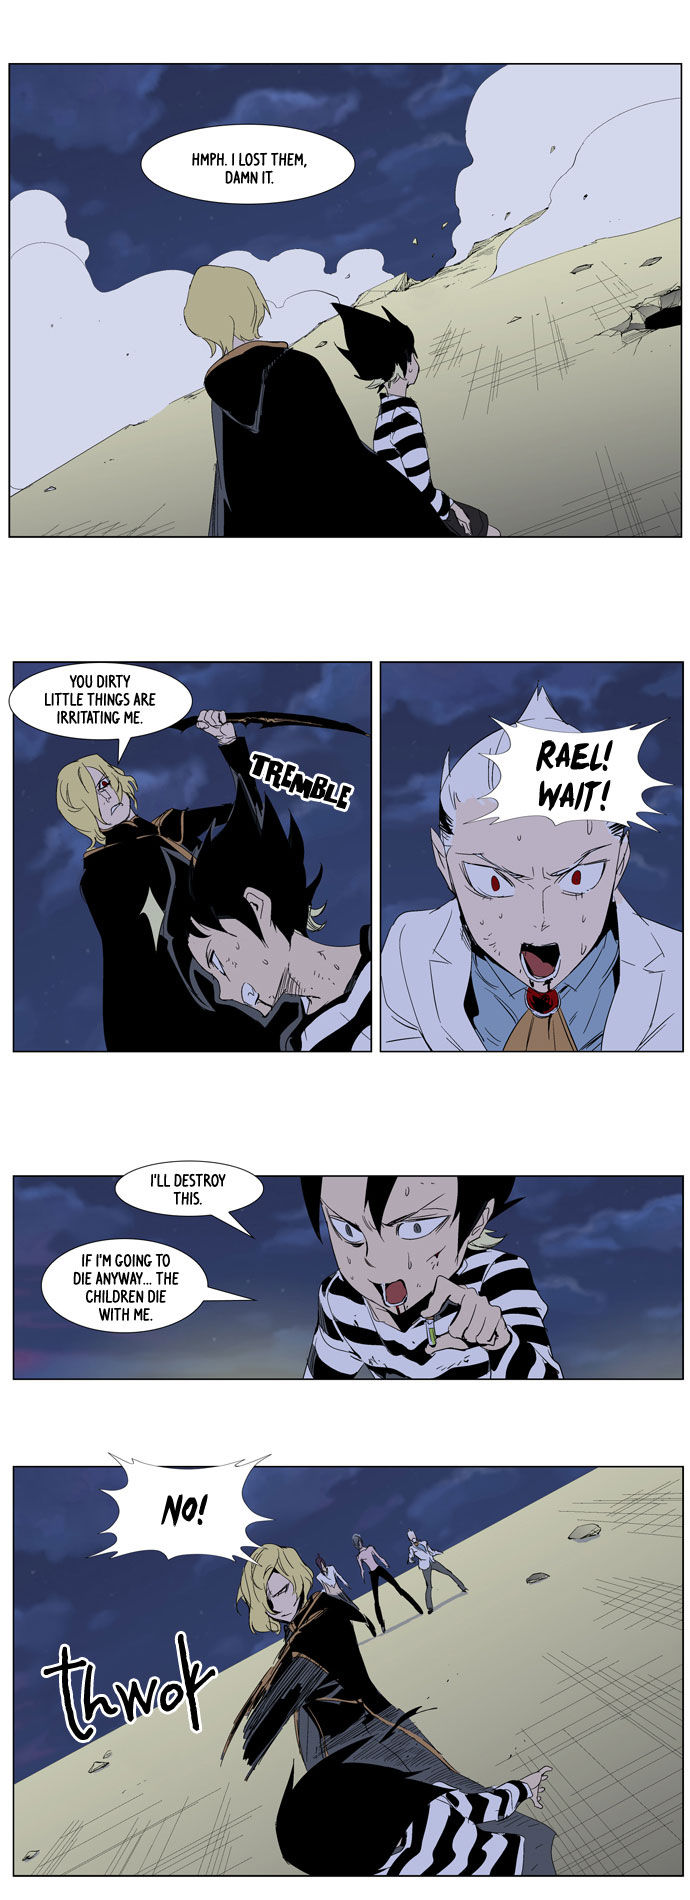 HMPH. I LOST THEM,
DAMN IT.
YOU DIRTY
LITTLE THINGS ARE
IRRITATING ME.
TREMBLE
RAEL!
WAIT!
I'LL DESTROY
THIS.
IF I'M GOING TO
DIE ANYWAY... THE
CHILDREN DIE
WITH ME.
NO!
thwok